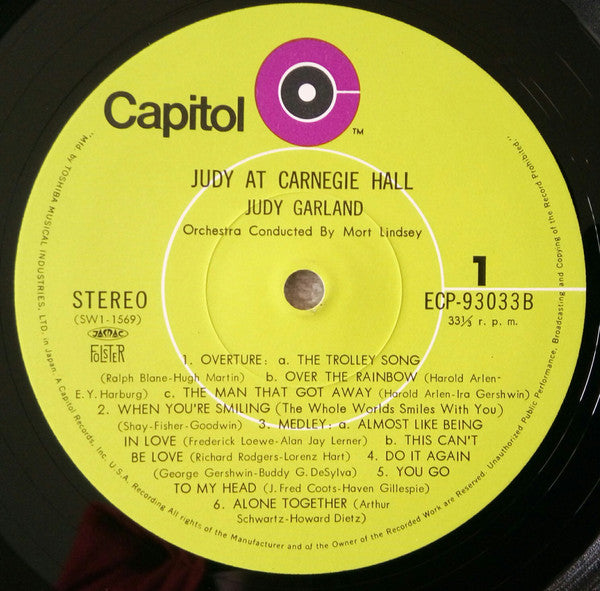 Capitol
TM
JUDY AT CARNEGIE HALL
JUDY GARLAND
Orchestra Conducted By Mort Lindsey
1
STEREO
ECP-93033B
(SW1-1569)
33⅓ r. p. m.
JASRAC
FOLSTER
1. OVERTURE: a. THE TROLLEY SONG
(Ralph Blane-Hugh Martin) b. OVER THE RAINBOW (Harold Arlen-
E. Y. Harburg) c. THE MAN THAT GOT AWAY (Harold Arlen-Ira Gershwin)
2. WHEN YOU'RE SMILING (The Whole Worlds Smiles With You)
(Shay-Fisher-Goodwin) 3. MEDLEY: a. ALMOST LIKE BEING
IN LOVE (Frederick Loewe-Alan Jay Lerner) b. THIS CAN'T
BE LOVE (Richard Rodgers-Lorenz Hart) 4. DO IT AGAIN
(George Gershwin-Buddy G. DeSylva) 5. YOU GO
TO MY HEAD (J. Fred Coots-Haven Gillespie)
6. ALONE TOGETHER (Arthur
Schwartz-Howard Dietz)
"Mfd. by TOSHIBA MUSICAL INDUSTRIES, LTD. in Japan, A Capitol Records, Inc., U.S.A. Recording All rights of the Manufacturer and of the Owner of the Recorded Work are Reserved. Unauthorized Public Performance, Broadcasting and Copying of the Record Prohibited."